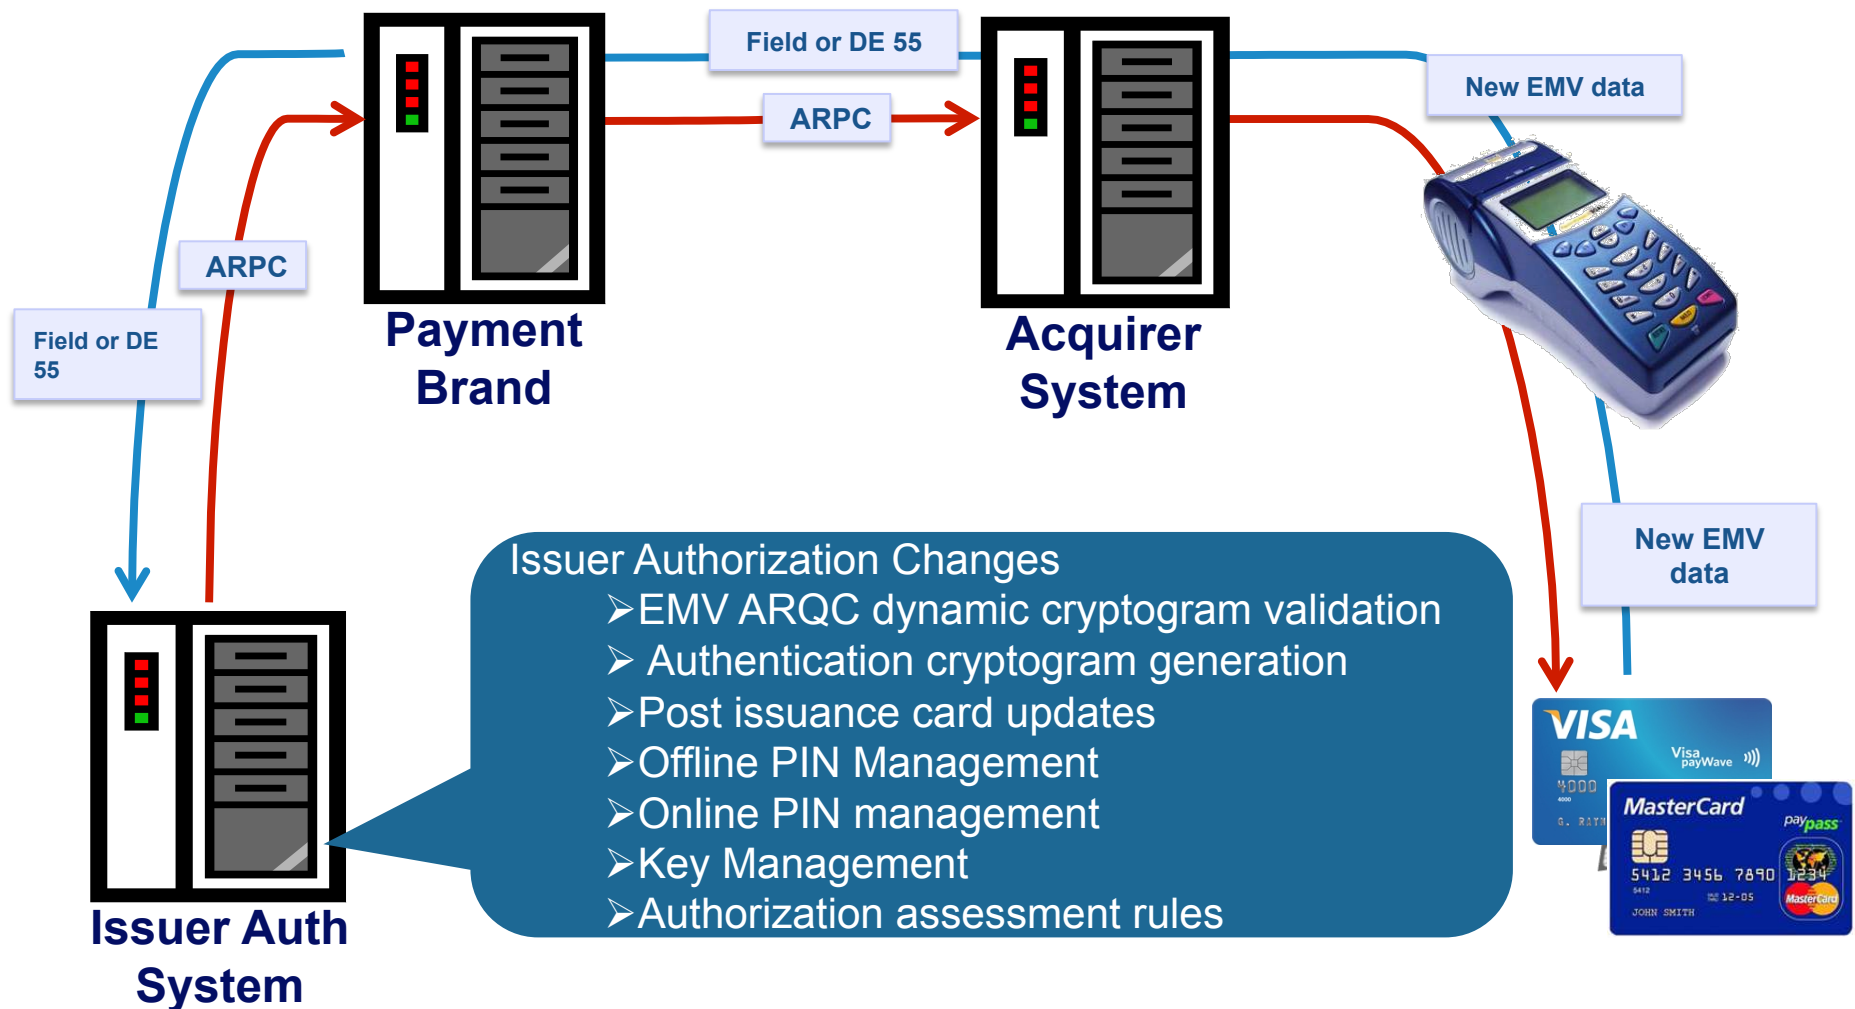 Field or DE 55
New EMV data
ARPC
ARPC
Field or DE
55
Payment
Brand
Acquirer
System
New EMV
data
Issuer Authorization Changes
➢EMV ARQC dynamic cryptogram validation
➢ Authentication cryptogram generation
➢Post issuance card updates
➢Offline PIN Management
➢Online PIN management
➢Key Management
➢Authorization assessment rules
Issuer Auth
System
VISA
Visa
payWave
4000
4000
MasterCard
paypass
5412 3456 7890 1234
5412
12-05
JOHN SMITH
MasterCard